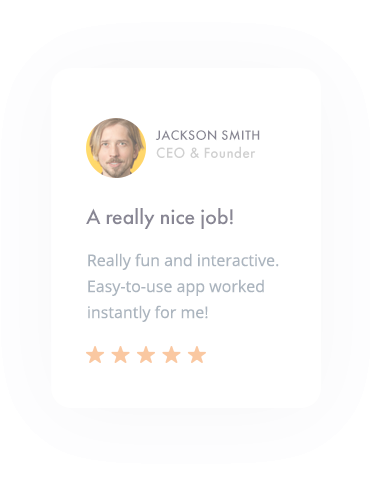 JACKSON SMITH
CEO & Founder
A really nice job!
Really fun and interactive.
Easy-to-use app worked
instantly for me!